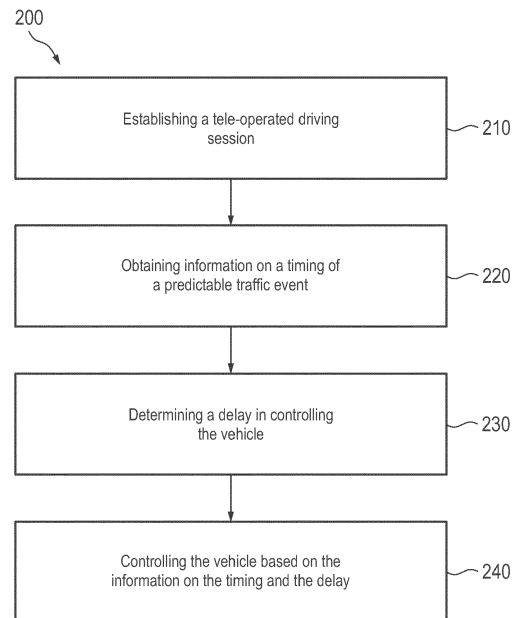 200
Establishing a tele-operated driving
session
210
Obtaining information on a timing of
a predictable traffic event
220
Determining a delay in controlling
the vehicle
230
Controlling the vehicle based on the
information on the timing and the delay
240